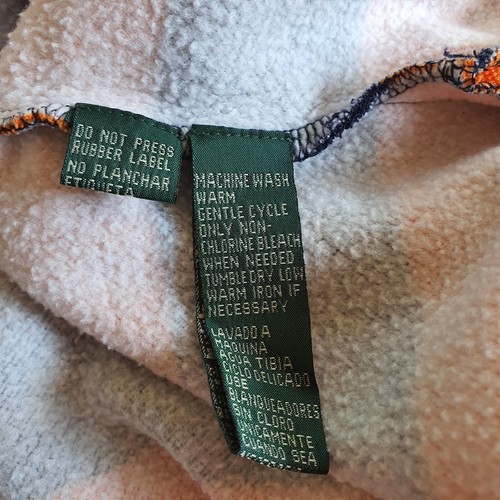 DO NOT PRESS
RUBBER LABEL
NO PLANCHAR
ETIQUETA
MACHINE WASH
WARM
GENTLE CYCLE
ONLY NON-
CHLORINE BLEACH
WHEN NEEDED
TUMBLE DRY LOW
WARM IRON IF
NECESSARY
LAVADO A
MAQUINA
AGUA TIBIA
CICLO DELICADO
USE
BLANQUEADORES
SIN CLORO
UNICAMENTE
CUANDO SEA